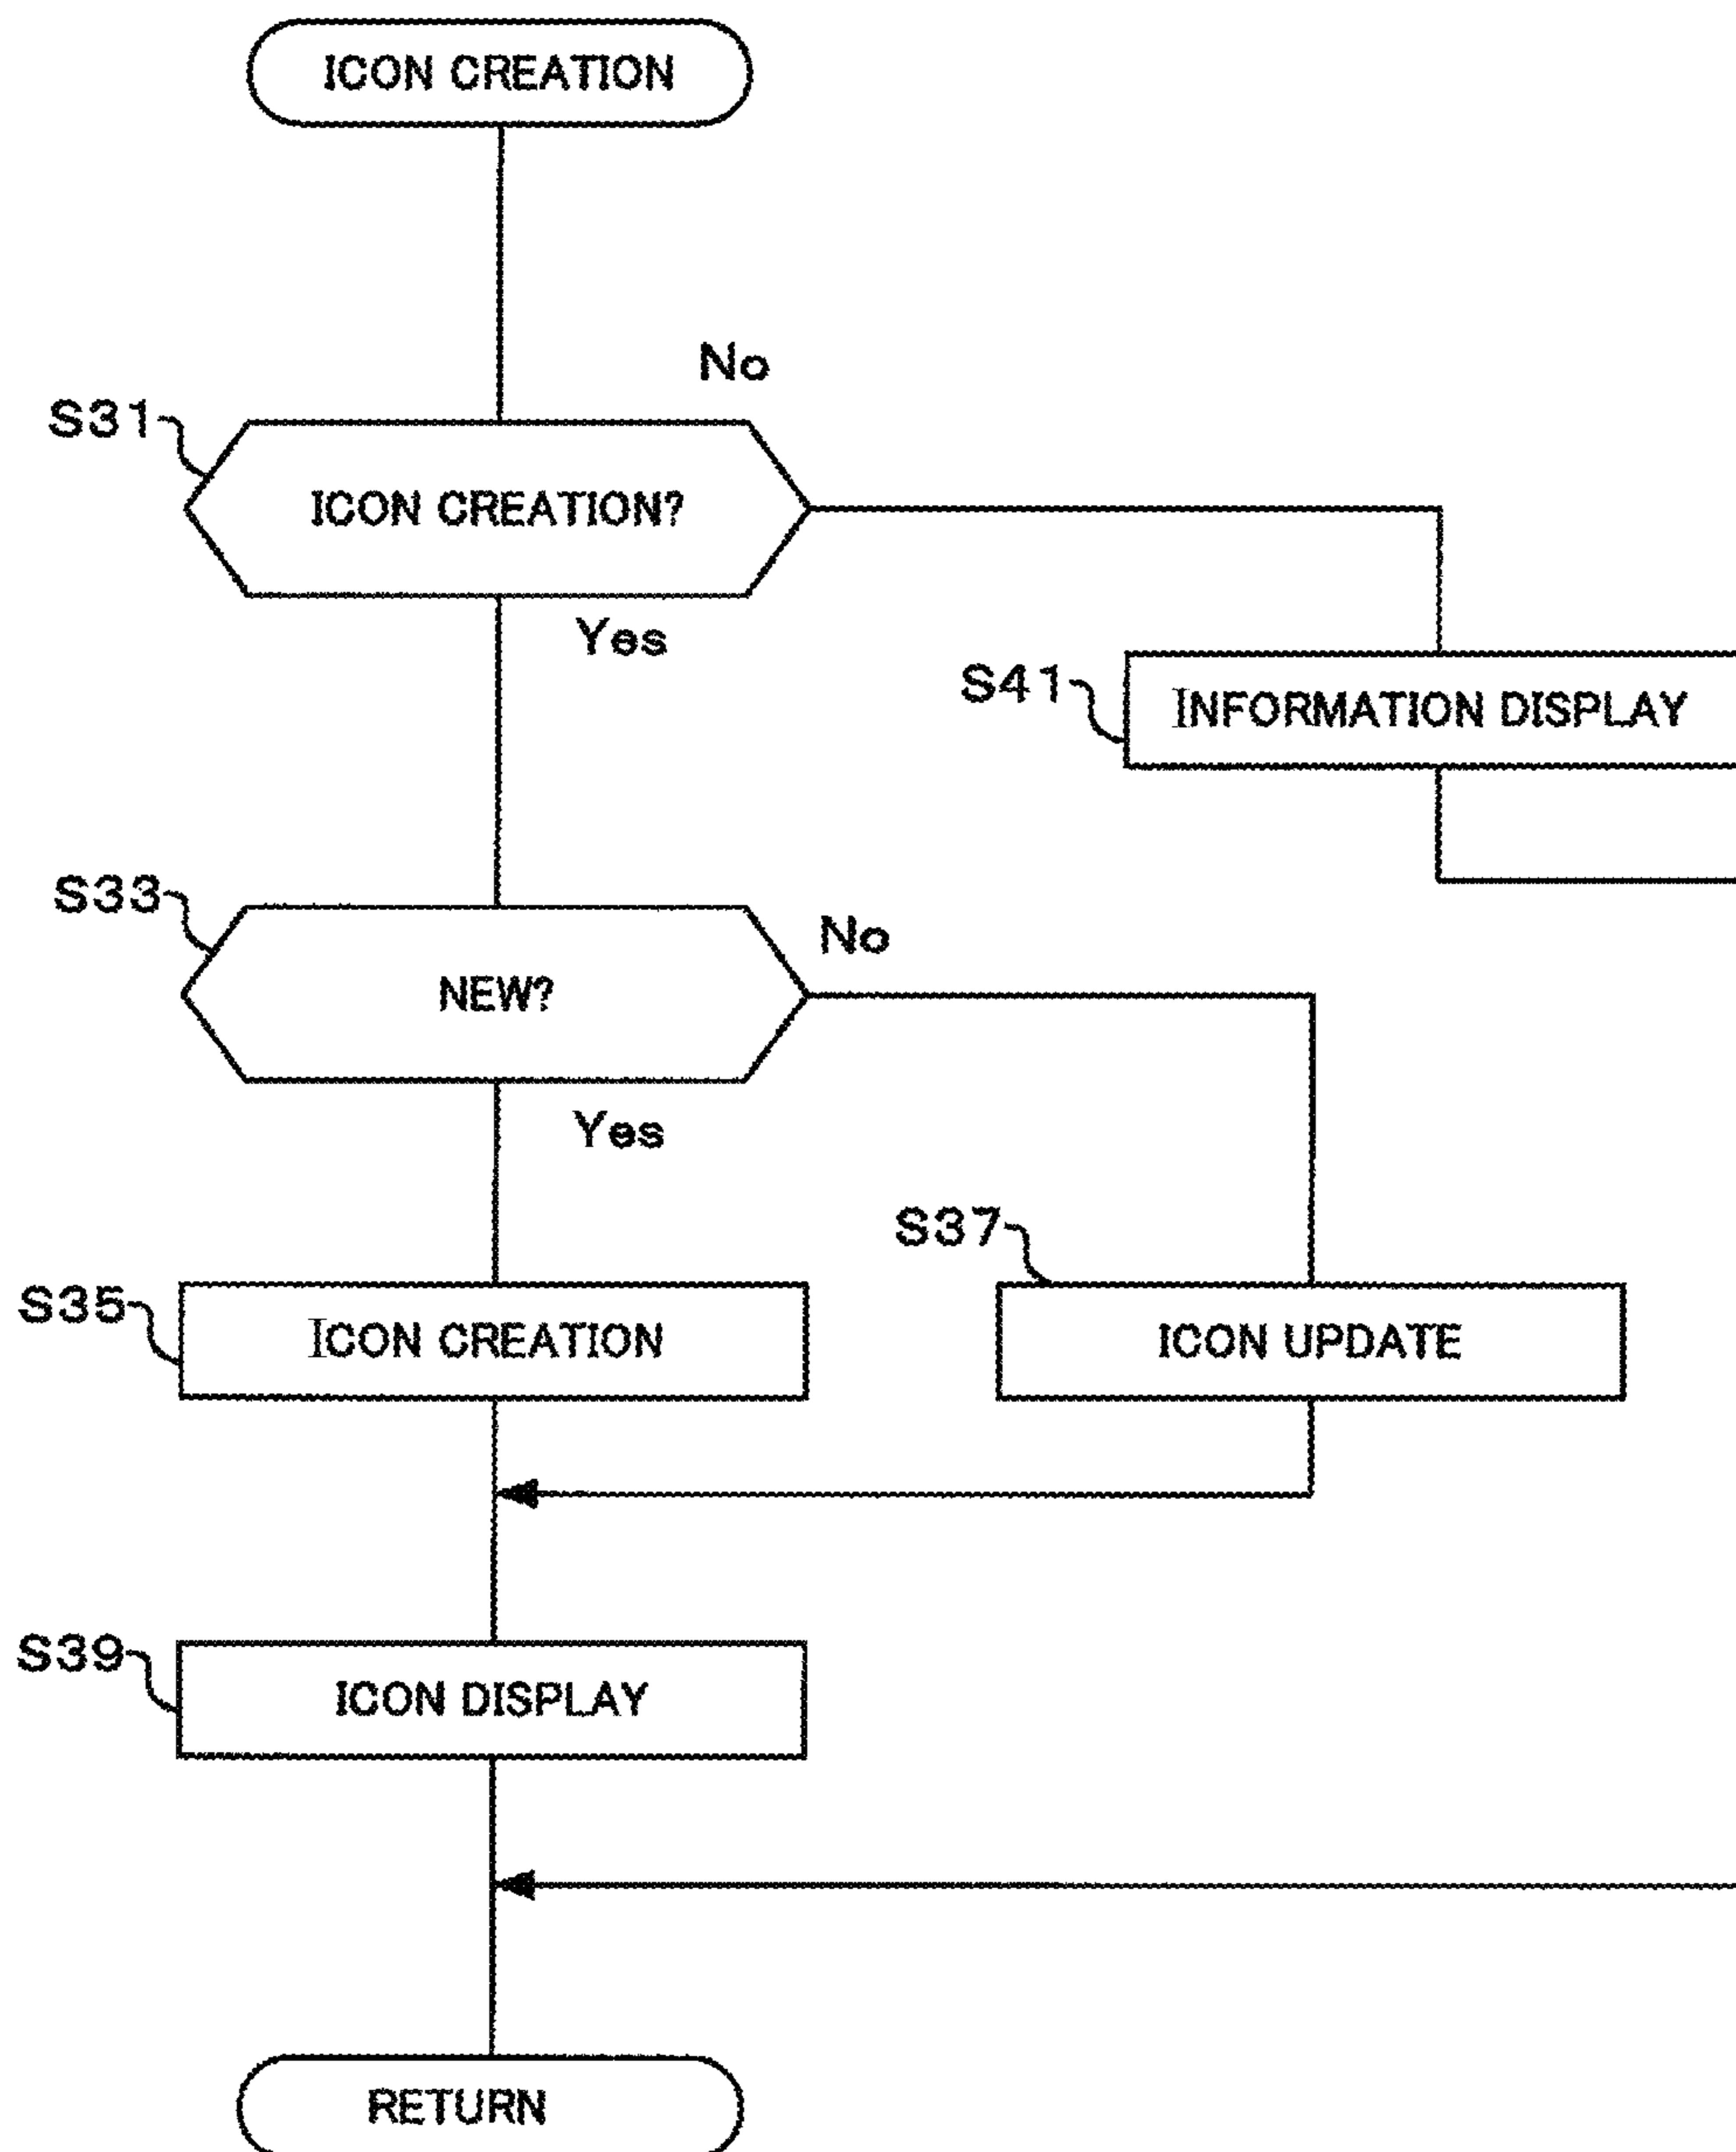 ICON CREATION
No
S31
ICON CREATION?
Yes
S41
INFORMATION DISPLAY
S33
No
NEW?
Yes
S37
S35
ICON CREATION
ICON UPDATE
S39
ICON DISPLAY
RETURN